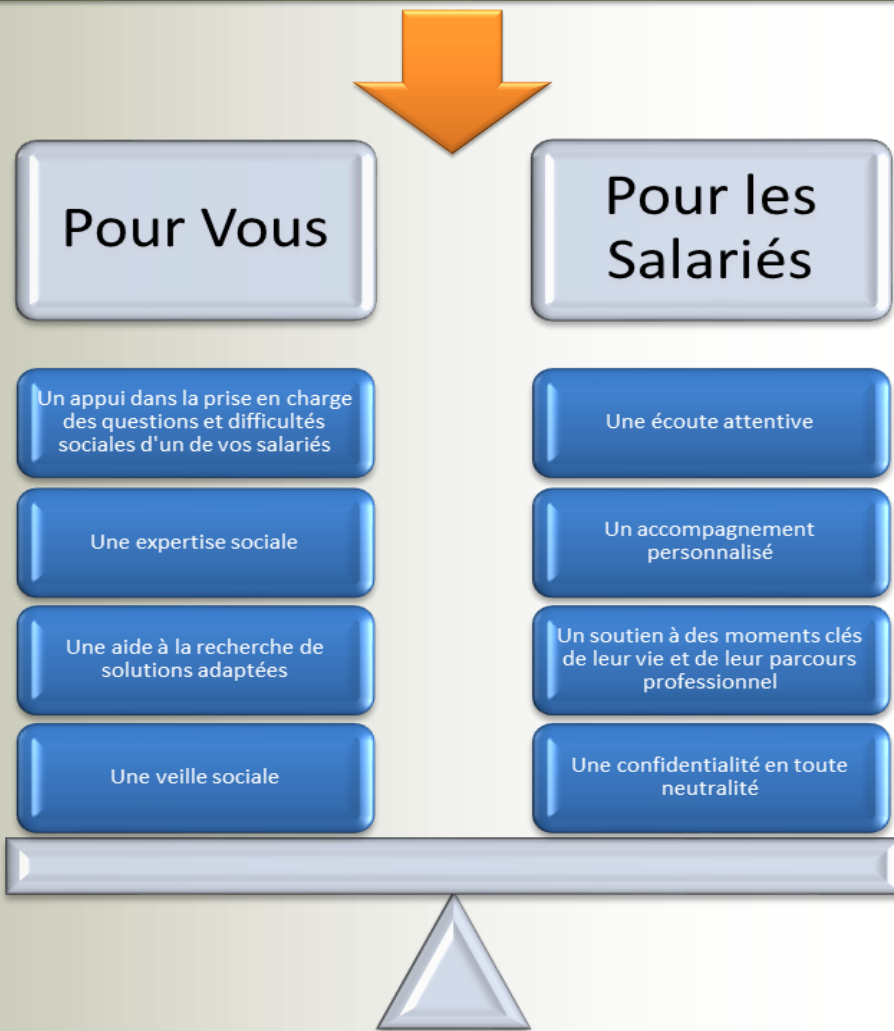 Pour Vous
Un appui dans la prise en charge
des questions et difficultés
sociales d'un de vos salariés
Une expertise sociale
Une aide à la recherche de
solutions adaptées
Une veille sociale
Pour les
Salariés
Une écoute attentive
Un accompagnement
personnalisé
Un soutien à des moments clés
de leur vie et de leur parcours
professionnel
Une confidentialité en toute
neutralité